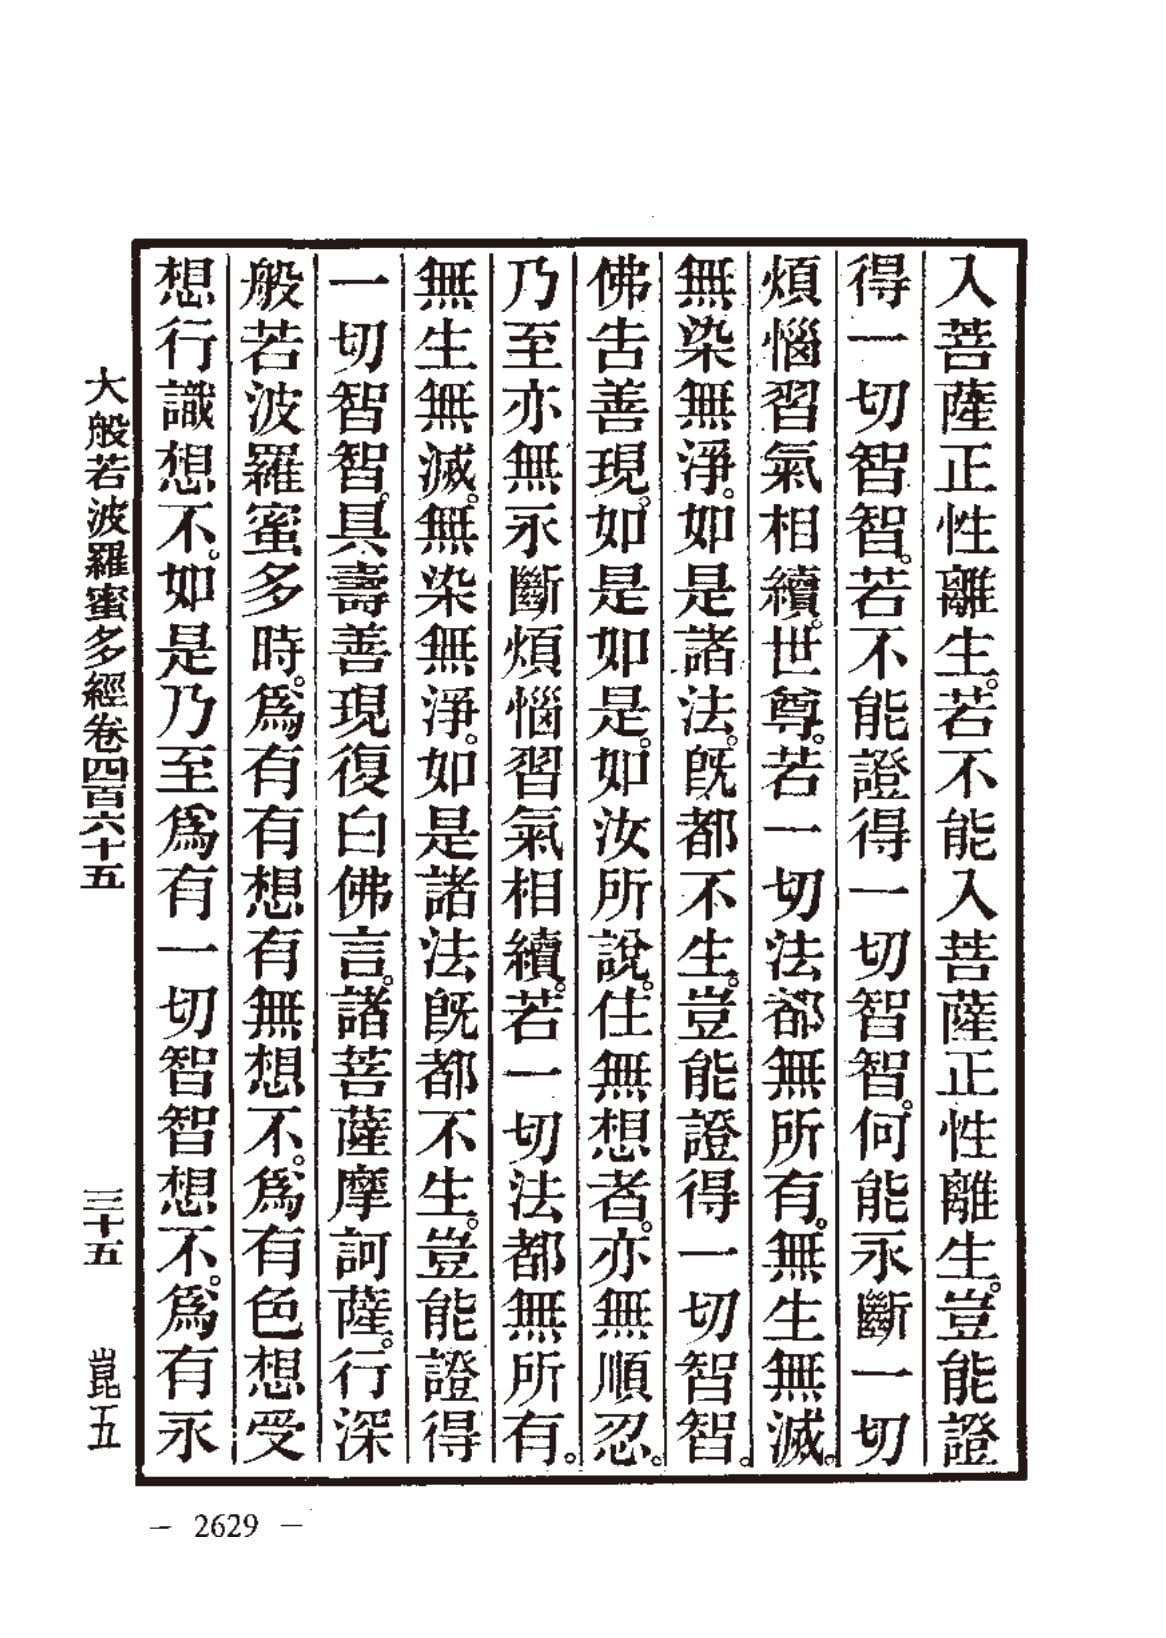 入菩薩正性離生。若不能入菩薩正性離生。豈能證
得一切智智。若不能證得一切智智。何能永斷一切
煩惱習氣相續。世尊。若一切法都無所有。無生無滅。
無染無淨。如是諸法。旣都不生。豈能證得一切智智。
佛告善現。如是如是。如汝所說。住無想者。亦無順忍。
乃至亦無永斷煩惱習氣相續。若一切法都無所有。
無生無滅。無染無淨。如是諸法旣都不生。豈能證得
一切智智。具壽善現復白佛言。諸菩薩摩訶薩。行深
般若波羅蜜多時。爲有有想有無想不。爲有色想受
想行識想不。如是乃至爲有一切智智想不。爲有永
大般若波羅蜜多經卷四百六十五 三十五 崑五
— 2629 —